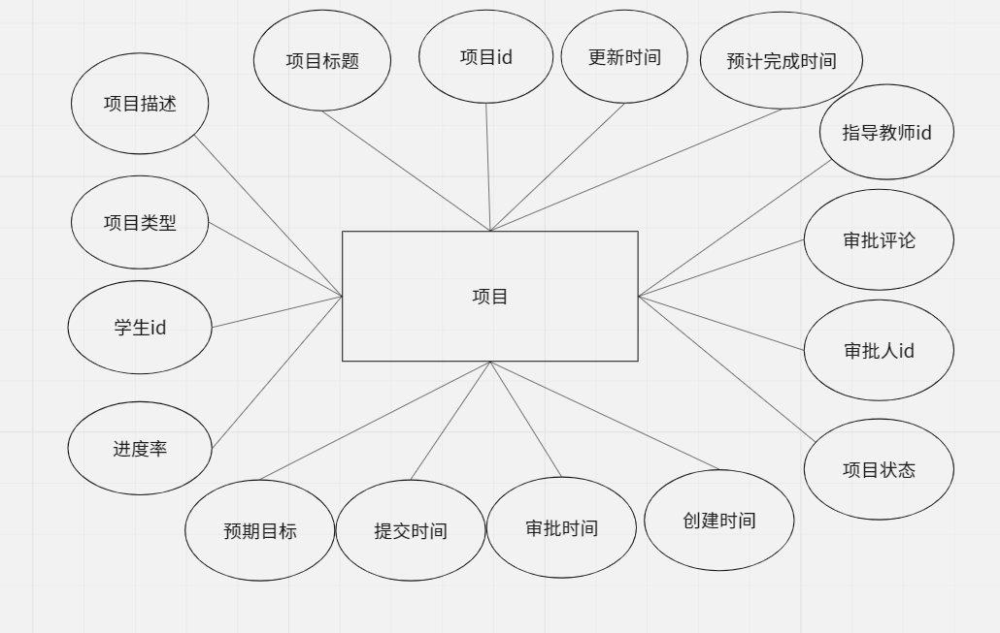 项目标题
项目id
更新时间
预计完成时间
项目描述
指导教师id
项目类型
审批评论
项目
学生id
审批人id
进度率
项目状态
预期目标
提交时间
审批时间
创建时间